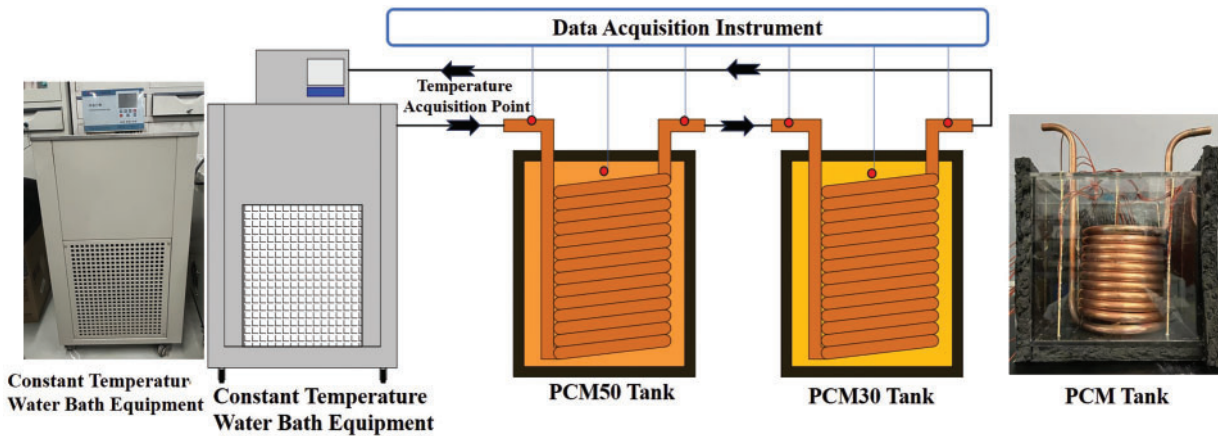 Data Acquisition Instrument
Temperature
Acquisition Point
Constant Temperatur
Water Bath Equipment
Constant Temperature
Water Bath Equipment
PCM50 Tank
PCM30 Tank
PCM Tank